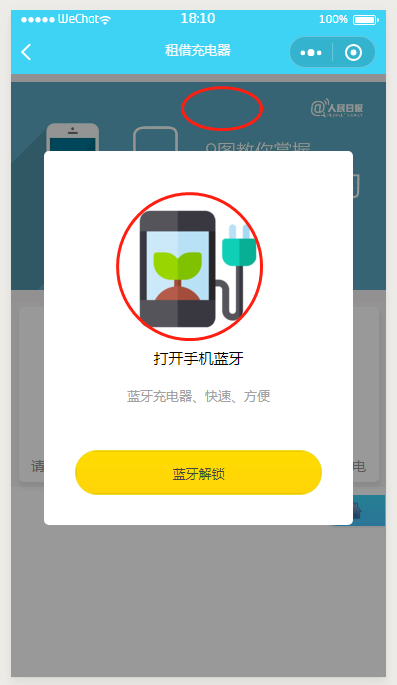 WeChat
18:10
100%
租借充电器
@人民日报
9图教你掌握
打开手机蓝牙
蓝牙充电器、快速、方便
请
电
蓝牙解锁